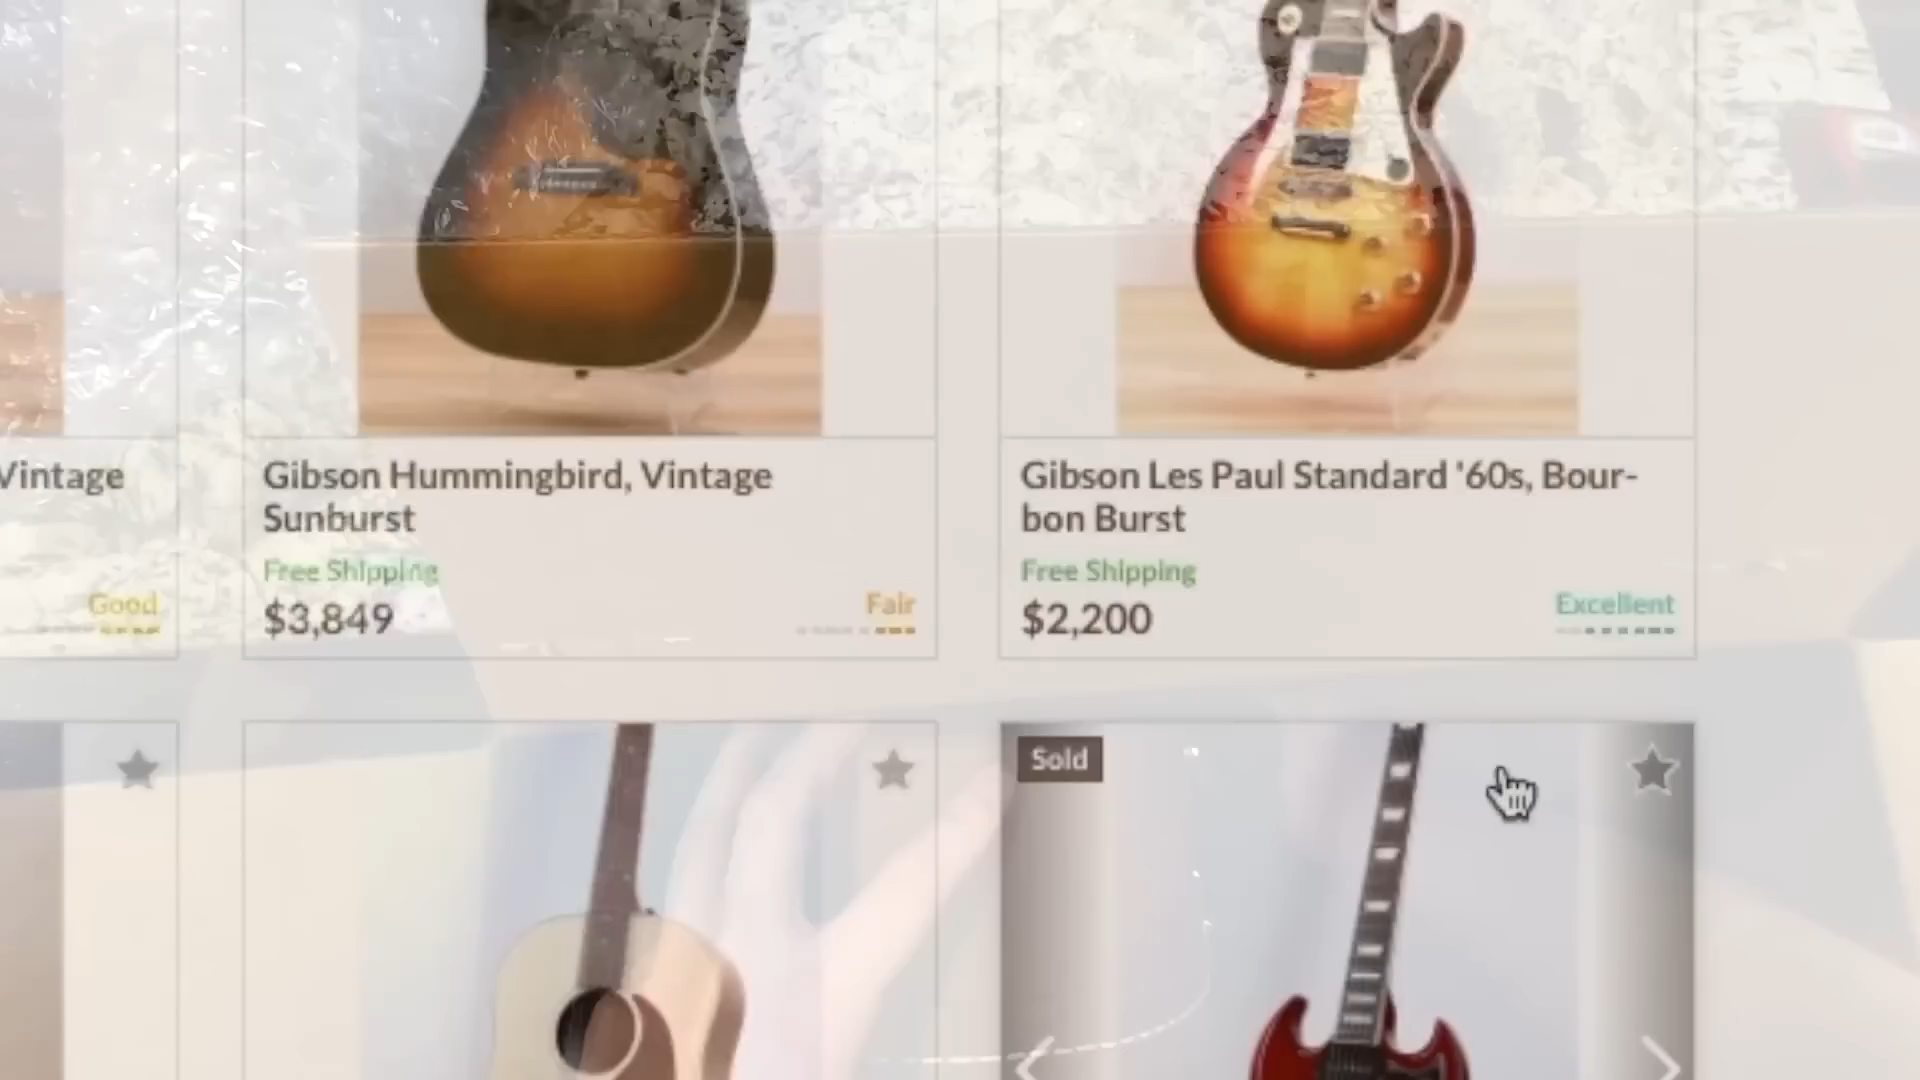 Vintage
Good
Gibson Hummingbird, Vintage
Sunburst
Free Shipping
$3,849
Fair
Gibson Les Paul Standard '60s, Bour-
bon Burst
Free Shipping
$2,200
Excellent
Sold